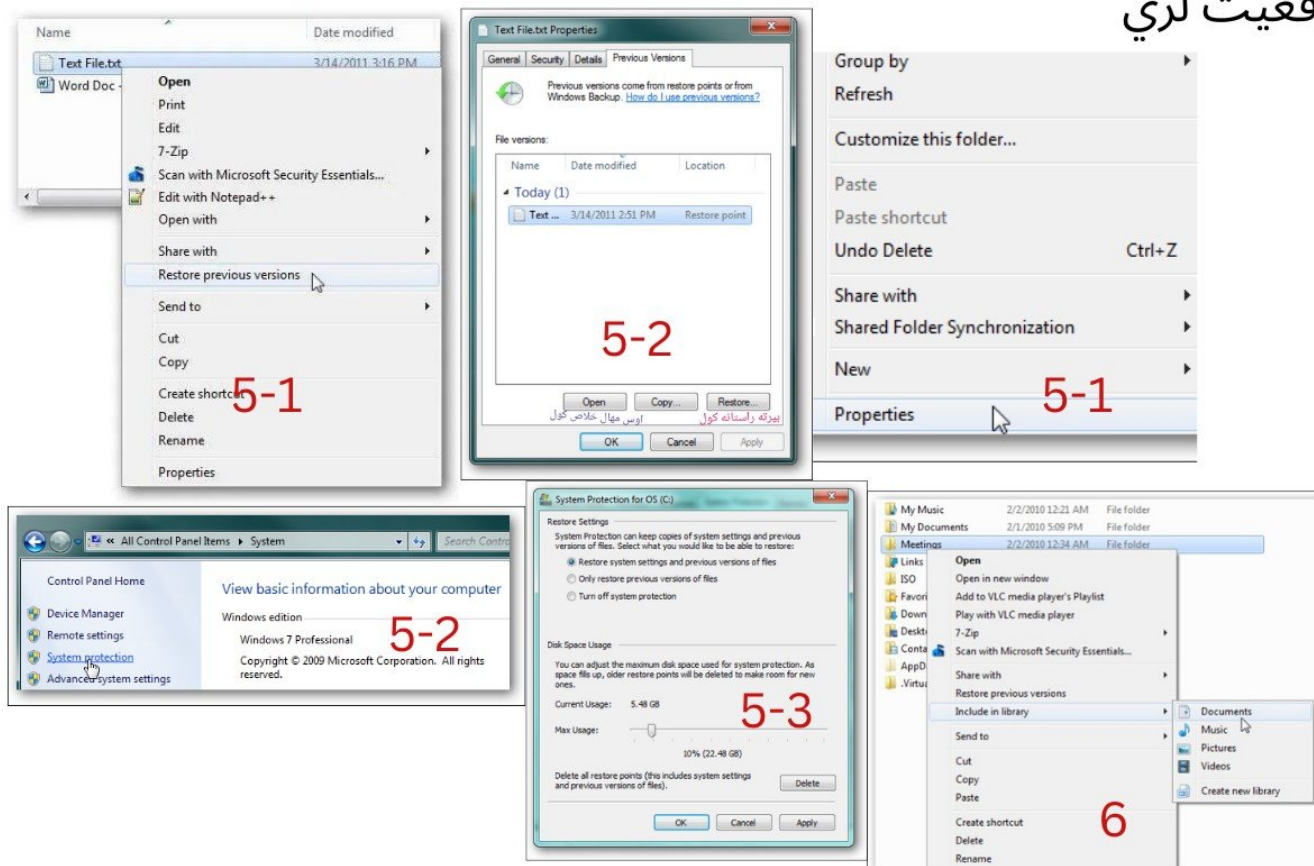 فعيت لري
Name
Date modified
Text File.txt
3/14/2011 3:16 PM
Word Doc -
Open
Print
Edit
7-Zip
Scan with Microsoft Security Essentials...
Edit with Notepad++
Open with
Share with
Restore previous versions
Send to
Cut
Copy
Create shortcut
5-1
Delete
Rename
Properties
Text File.txt Properties
General Security Details Previous Versions
Previous versions come from restore points or from
Windows Backup. How do I use previous versions?
File versions:
Name Date modified Location
Today (1)
Text ... 3/14/2011 2:51 PM Restore point
5-2
Open Copy... Restore...
اوس مهال خلاص کول
بيرته راستانه کول
OK Cancel Apply
Group by
Refresh
Customize this folder...
Paste
Paste shortcut
Undo Delete Ctrl+Z
Share with
Shared Folder Synchronization
New
5-1
Properties
« All Control Panel Items System
Search Contro
Control Panel Home
Device Manager
Remote settings
System protection
Advanced system settings
View basic information about your computer
Windows edition
5-2
Windows 7 Professional
Copyright © 2009 Microsoft Corporation. All rights
reserved.
System Protection for OS (C:)
Restore Settings
System Protection can keep copies of system settings and previous
versions of files. Select what you would like to be able to restore:
Restore system settings and previous versions of files
Only restore previous versions of files
Turn off system protection
Disk Space Usage
You can adjust the maximum disk space used for system protection. As
space fills up, older restore points will be deleted to make room for new
ones.
Current Usage: 5.48 GB
5-3
Max Usage:
10% (22.48 GB)
Delete all restore points (this includes system settings
and previous versions of files).
Delete
OK Cancel Apply
My Music 2/2/2010 12:21 AM File folder
My Documents 2/1/2010 5:09 PM File folder
Meetings 2/2/2010 12:34 AM File folder
Links
ISO
Favori
Down
Deskt
Conta
AppD
.Virtua
Open
Open in new window
Add to VLC media player's Playlist
Play with VLC media player
7-Zip
Scan with Microsoft Security Essentials...
Share with
Restore previous versions
Include in library
Send to
Cut
Copy
Paste
Create shortcut
Delete
Rename
Documents
Music
Pictures
Videos
Create new library
6